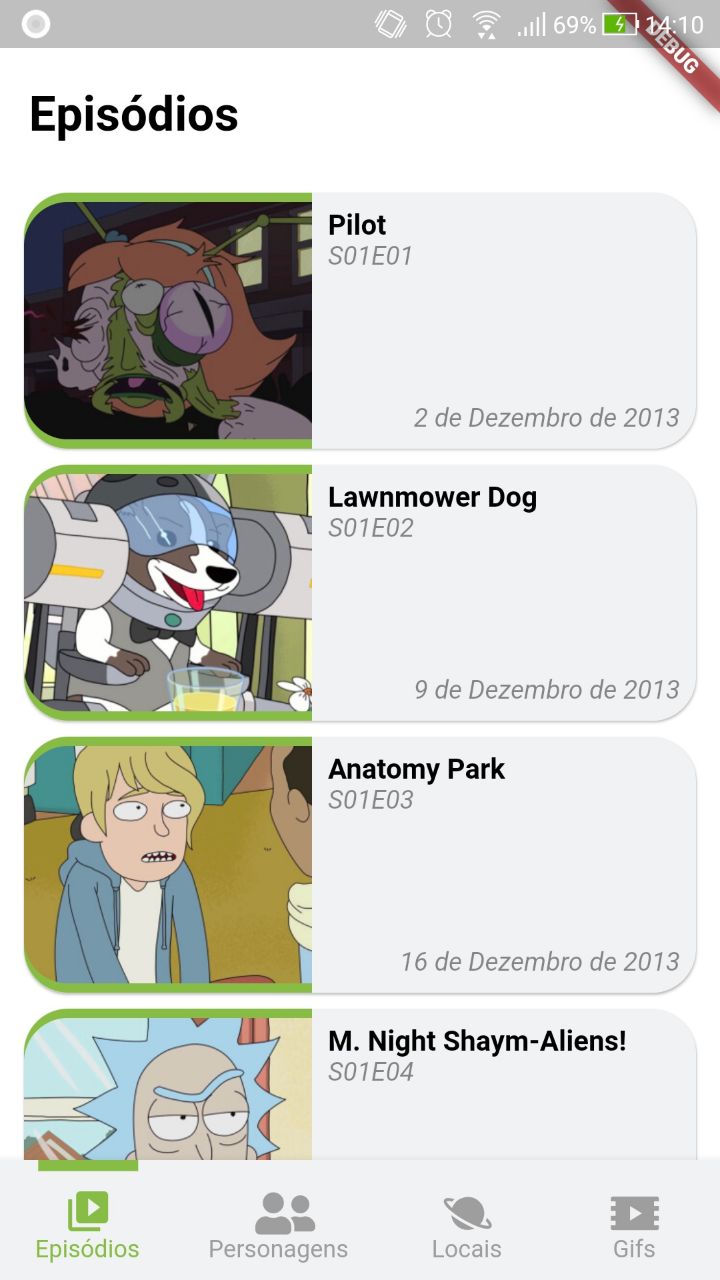 69% 14:10
DEBUG
Episódios
Pilot
S01E01
2 de Dezembro de 2013
Lawnmower Dog
S01E02
9 de Dezembro de 2013
Anatomy Park
S01E03
16 de Dezembro de 2013
M. Night Shaym-Aliens!
S01E04
Episódios Personagens Locais Gifs